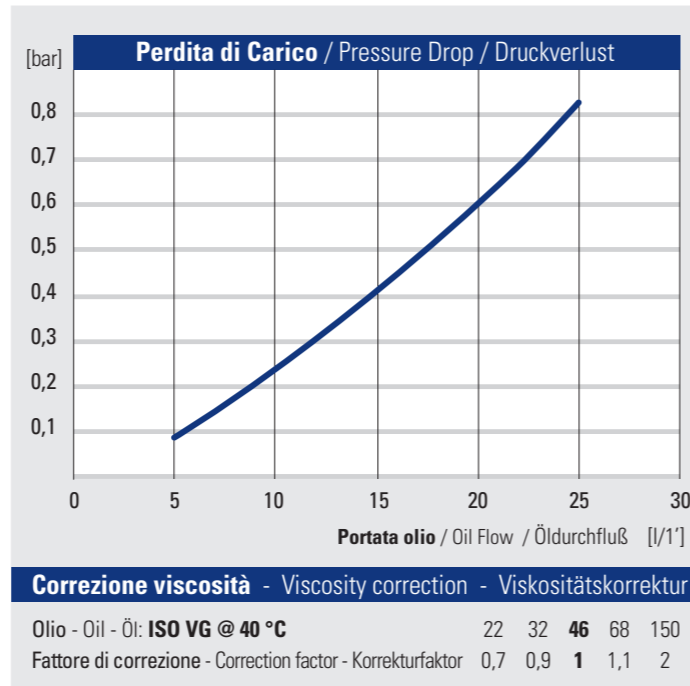 [bar] Perdita di Carico / Pressure Drop / Druckverlust
0,8
0,7
0,6
0,5
0,4
0,3
0,2
0,1
0 5 10 15 20 25 30
Portata olio / Oil Flow / Öldurchfluß [l/1']
Correzione viscosità - Viscosity correction - Viskositätskorrektur
Olio - Oil - Öl: ISO VG @ 40 °C 22 32 46 68 150
Fattore di correzione - Correction factor - Korrekturfaktor 0,7 0,9 1 1,1 2